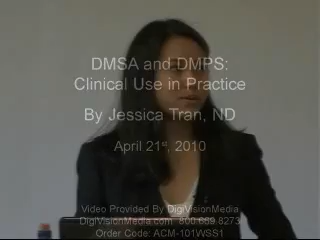 DMSA and DMPS:
Clinical Use in Practice
By Jessica Tran, ND
April 21st, 2010
Video Provided By DigiVisionMedia
DigiVisionMedia.com 800.669.8273
Order Code: ACM-101WSS1